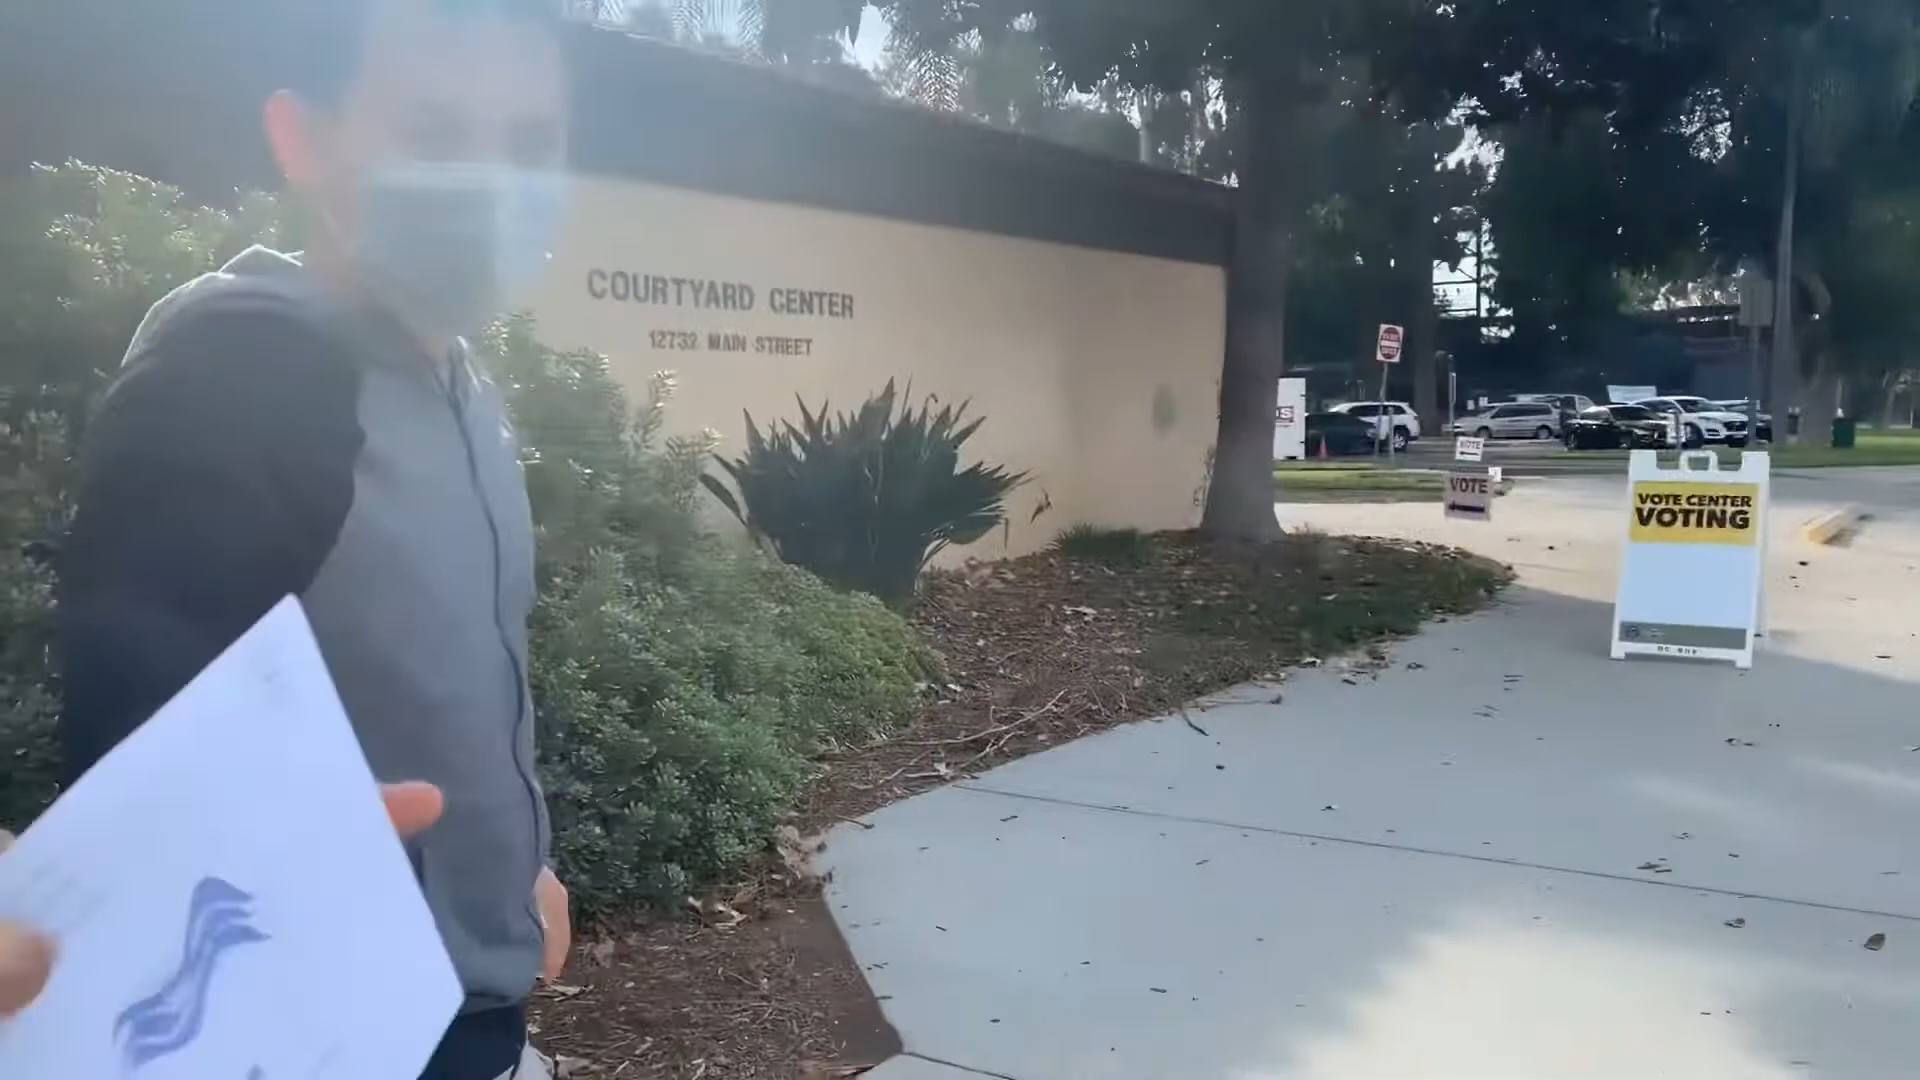 COURTYARD CENTER
12732 MAIN STREET
VOTE
VOTE
VOTE CENTER
VOTING